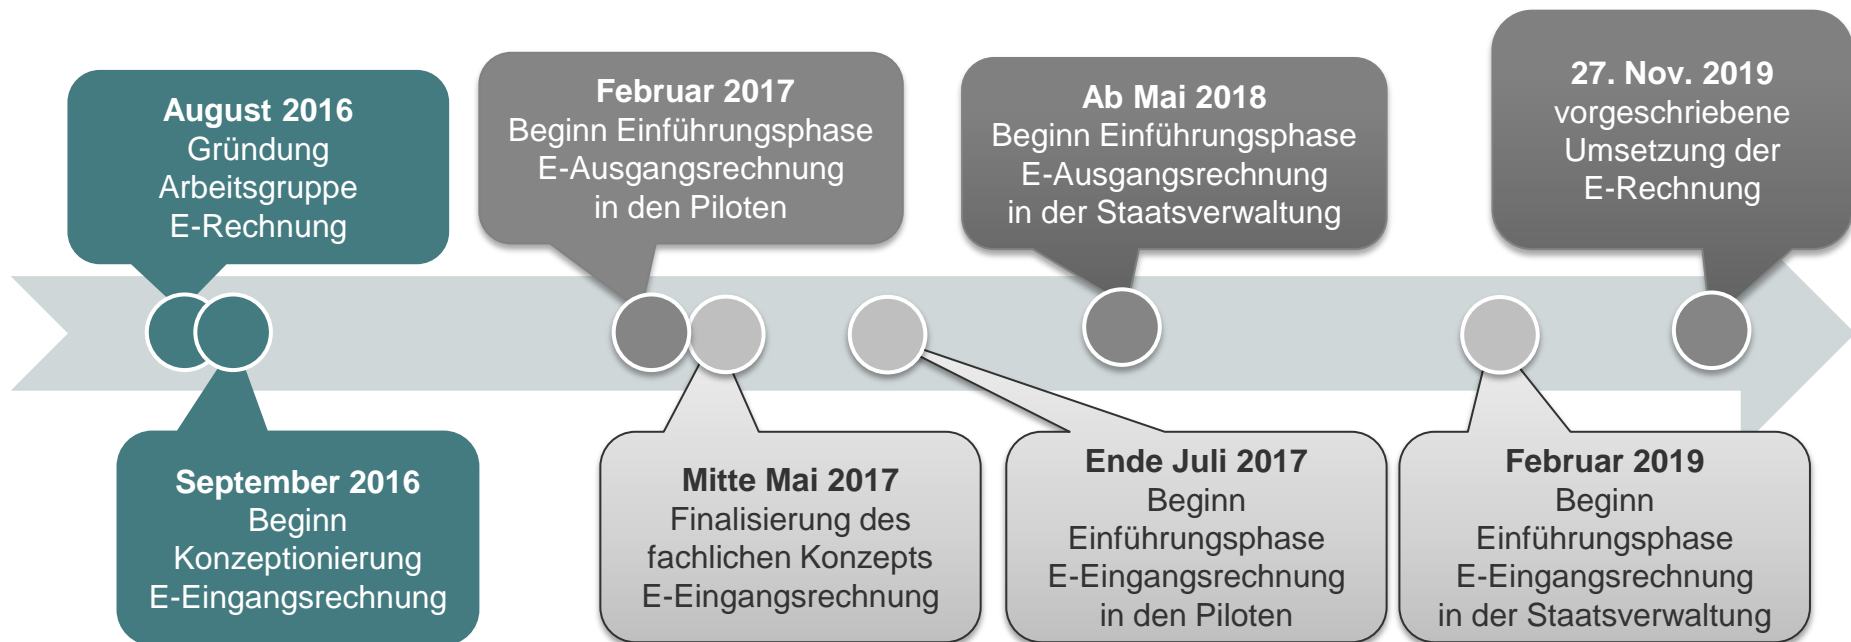 August 2016
Gründung
Arbeitsgruppe
E-Rechnung
Februar 2017
Beginn Einführungsphase
E-Ausgangsrechnung
in den Piloten
Ab Mai 2018
Beginn Einführungsphase
E-Ausgangsrechnung
in der Staatsverwaltung
27. Nov. 2019
vorgeschriebene
Umsetzung der
E-Rechnung
September 2016
Beginn
Konzeptionierung
E-Eingangsrechnung
Mitte Mai 2017
Finalisierung des
fachlichen Konzepts
E-Eingangsrechnung
Ende Juli 2017
Beginn
Einführungsphase
E-Eingangsrechnung
in den Piloten
Februar 2019
Beginn
Einführungsphase
E-Eingangsrechnung
in der Staatsverwaltung